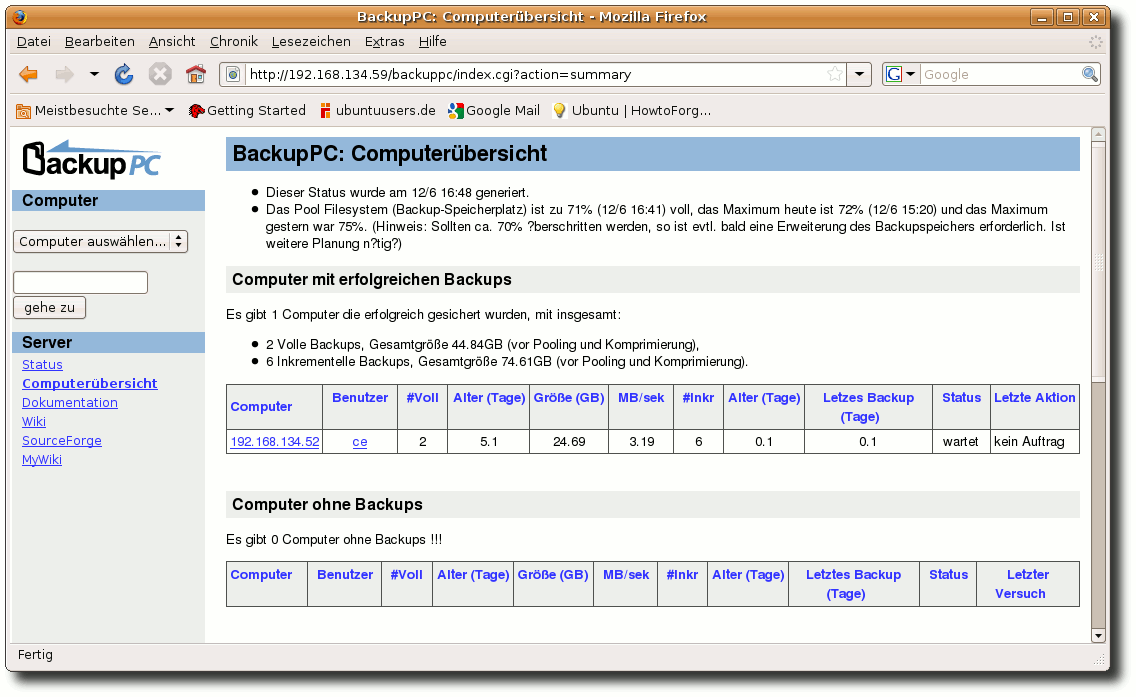 BackupPC: Computerübersicht - Mozilla Firefox
Datei Bearbeiten Ansicht Chronik Lesezeichen Extras Hilfe
http://192.168.134.59/backuppc/index.cgi?action=summary
G Google
Meistbesuchte Se... Getting Started ubuntuusers.de Google Mail Ubuntu | HowtoForg...
BackupPC
Computer
Computer auswählen...
gehe zu
Server
Status
Computerübersicht
Dokumentation
Wiki
SourceForge
MyWiki
BackupPC: Computerübersicht
Dieser Status wurde am 12/6 16:48 generiert.
Das Pool Filesystem (Backup-Speicherplatz) ist zu 71% (12/6 16:41) voll, das Maximum heute ist 72% (12/6 15:20) und das Maximum
gestern war 75%. (Hinweis: Sollten ca. 70% ?berschritten werden, so ist evtl. bald eine Erweiterung des Backupspeichers erforderlich. Ist
weitere Planung n?tig?)
Computer mit erfolgreichen Backups
Es gibt 1 Computer die erfolgreich gesichert wurden, mit insgesamt:
2 Volle Backups, Gesamtgröße 44.84GB (vor Pooling und Komprimierung),
6 Inkrementelle Backups, Gesamtgröße 74.61GB (vor Pooling und Komprimierung).
Computer Benutzer #Voll Alter (Tage) Größe (GB) MB/sek #Inkr Alter (Tage) Letzes Backup (Tage) Status Letzte Aktion
192.168.134.52 ce 2 5.1 24.69 3.19 6 0.1 0.1 wartet kein Auftrag
Computer ohne Backups
Es gibt 0 Computer ohne Backups !!!
Computer Benutzer #Voll Alter (Tage) Größe (GB) MB/sek #Inkr Alter (Tage) Letztes Backup (Tage) Status Letzter Versuch
Fertig